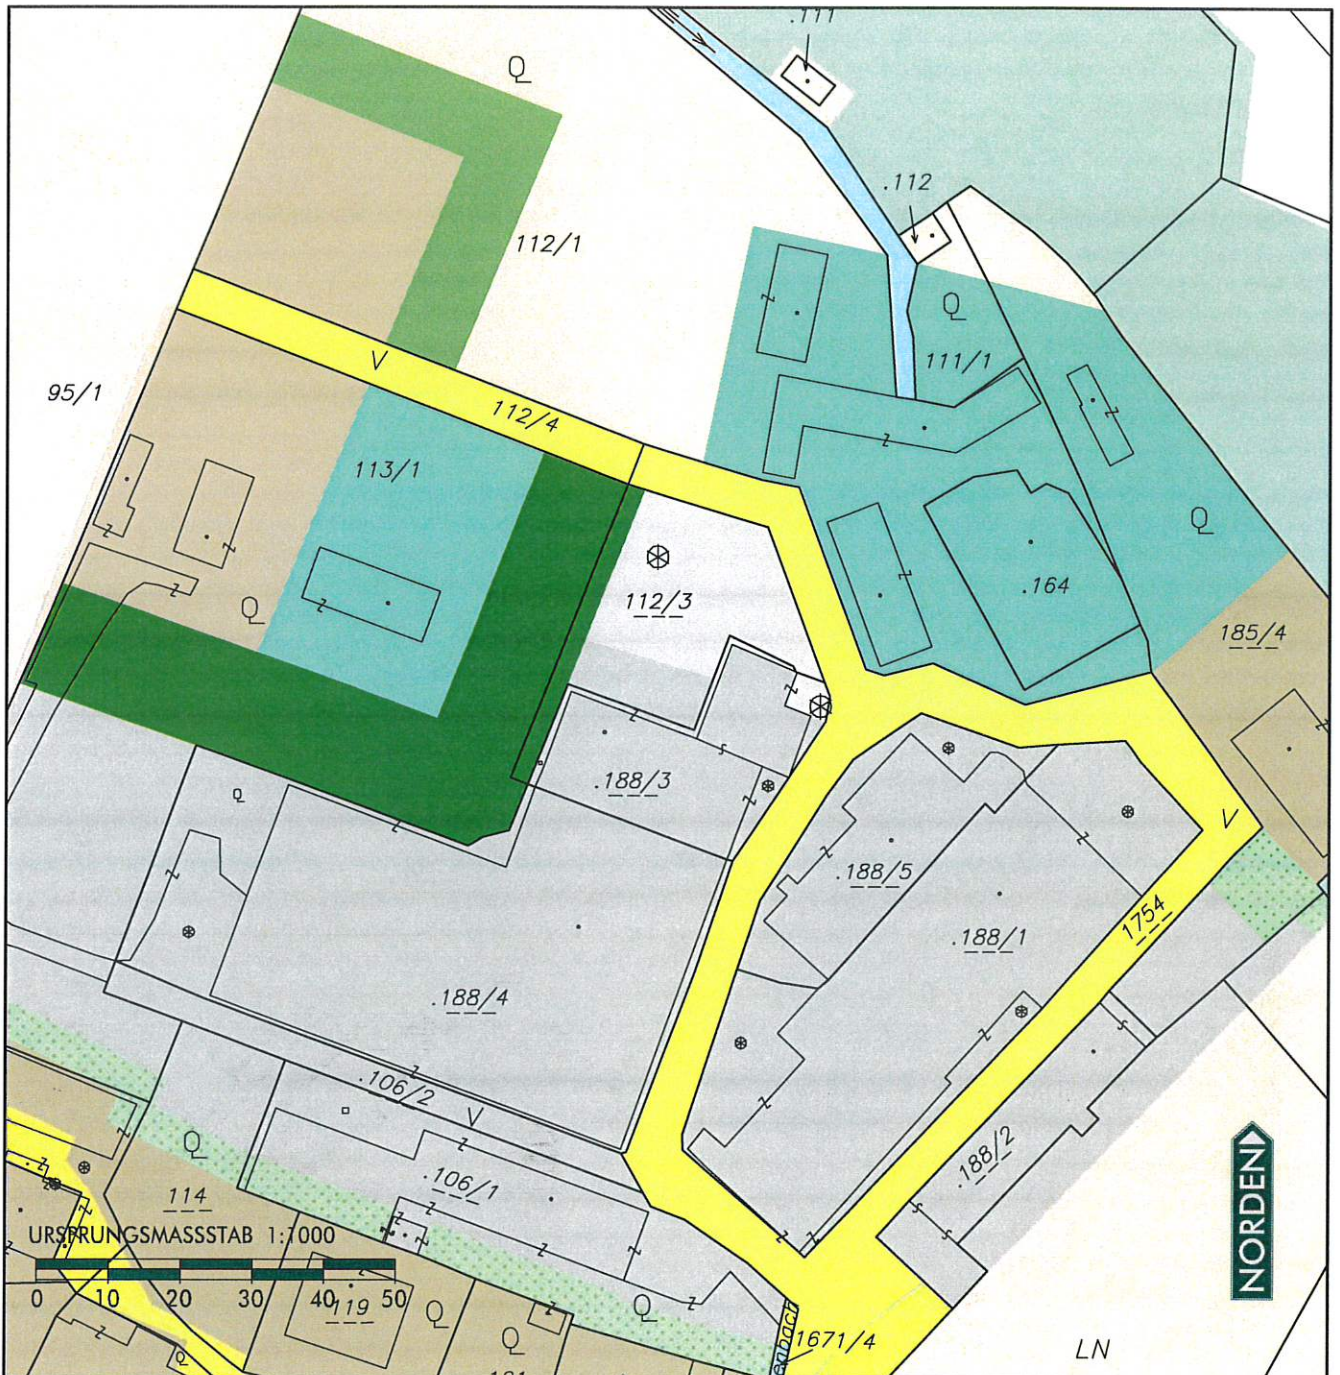 .111
Q
.112
112/1
Q
111/1
V
95/1
112/4
113/1
Q
.164
Q
112/3
185/4
.188/3
Q
V
.188/5
1754
.188/1
.188/4
.106/2
V
Q
.188/2
.106/1
114
URSPRUNGSMASSSTAB 1:1000
NORDEN
0 10 20 30 40 50
119
Q
Q
Q
enbach
1671/4
LN
Q